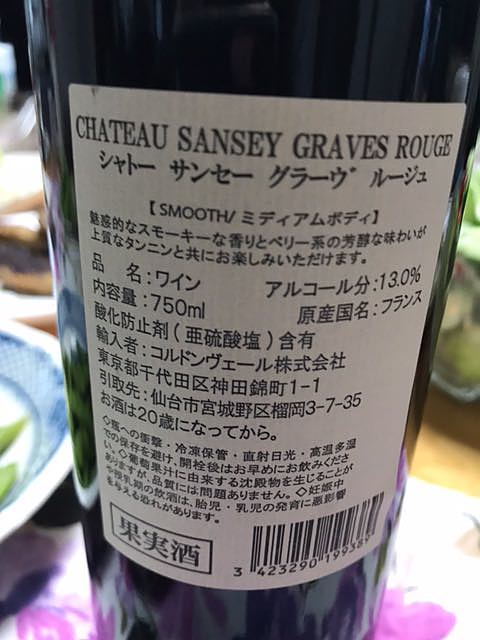 CHATEAU SANSEY GRAVES ROUGE
シャトー サンセー グラーヴ ルージュ
【 SMOOTH/ ミディアムボディ】
魅惑的なスモーキーな香りとベリー系の芳醇な味わいが
上質なタンニンと共にお楽しみいただけます。
品 名:ワイン アルコール分:13.0%
内容量:750ml 原産国名:フランス
酸化防止剤(亜硫酸塩)含有
輸入者:コルドンヴェール株式会社
東京都千代田区神田錦町1-1
引取先:仙台市宮城野区榴岡3-7-35
お酒は20歳になってから。
◇瓶への衝撃・冷凍保管・直射日光・高温多湿
での保存を避け、開栓後はお早めにお飲みくださ
い。◇葡萄果汁に由来する沈殿物を生じることが
ありますが、品質には問題ありません。◇妊娠中
や授乳期の飲酒は、胎児・乳児の発育に悪影響
を与える恐れがあります。
果実酒
3 423290 199389